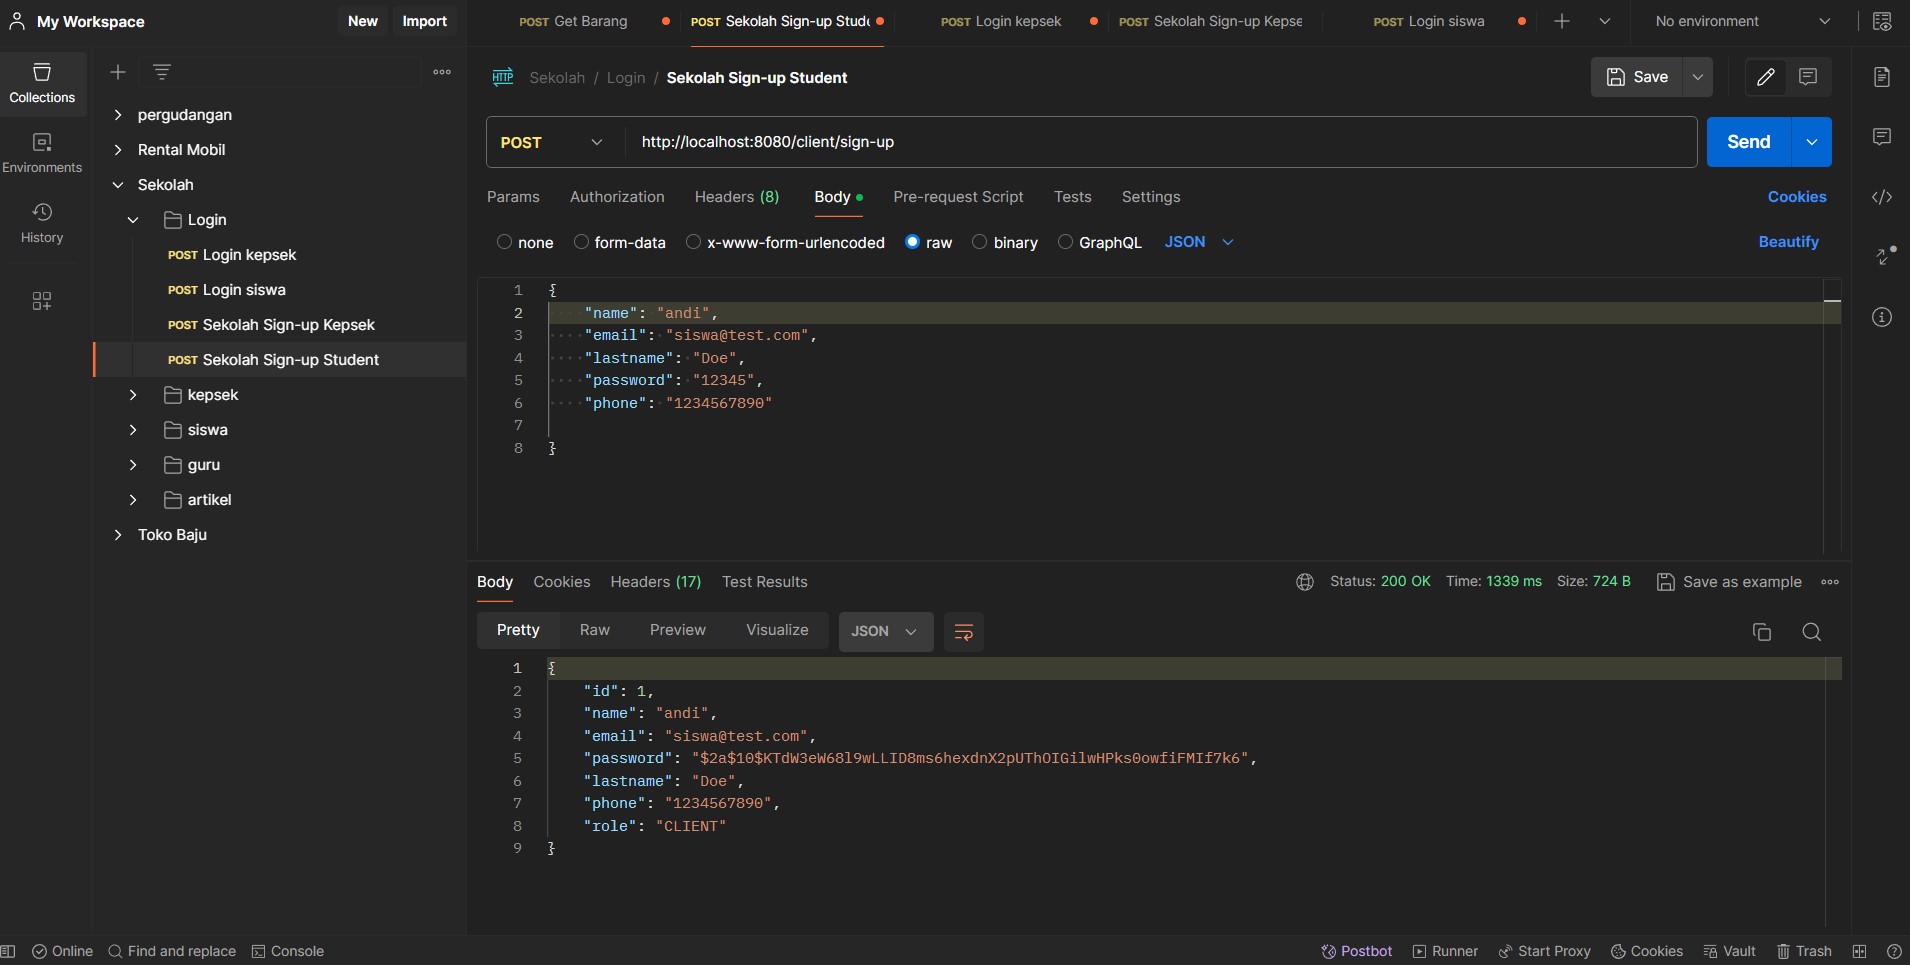 My Workspace New Import
POST Get Barang POST Sekolah Sign-up Stude POST Login kepsek POST Sekolah Sign-up Kepse POST Login siswa No environment
Collections
Environments
History
pergudangan
Rental Mobil
Sekolah
Login
POST Login kepsek
POST Login siswa
POST Sekolah Sign-up Kepsek
POST Sekolah Sign-up Student
kepsek
siswa
guru
artikel
Toko Baju
HTTP Sekolah / Login / Sekolah Sign-up Student Save
POST http://localhost:8080/client/sign-up Send
Params Authorization Headers (8) Body Pre-request Script Tests Settings Cookies
none form-data x-www-form-urlencoded raw binary GraphQL JSON Beautify
1 {
2 "name": "andi",
3 "email": "siswa@test.com",
4 "lastname": "Doe",
5 "password": "12345",
6 "phone": "1234567890"
7
8 }
Body Cookies Headers (17) Test Results Status: 200 OK Time: 1339 ms Size: 724 B Save as example
Pretty Raw Preview Visualize JSON
1 {
2 "id": 1,
3 "name": "andi",
4 "email": "siswa@test.com",
5 "password": "$2a$10$KTdW3eW68l9wLLID8ms6hexdnX2pUThOIGilwHPks0owfiFMIf7k6",
6 "lastname": "Doe",
7 "phone": "1234567890",
8 "role": "CLIENT"
9 }
Online Find and replace Console Postbot Runner Start Proxy Cookies Vault Trash